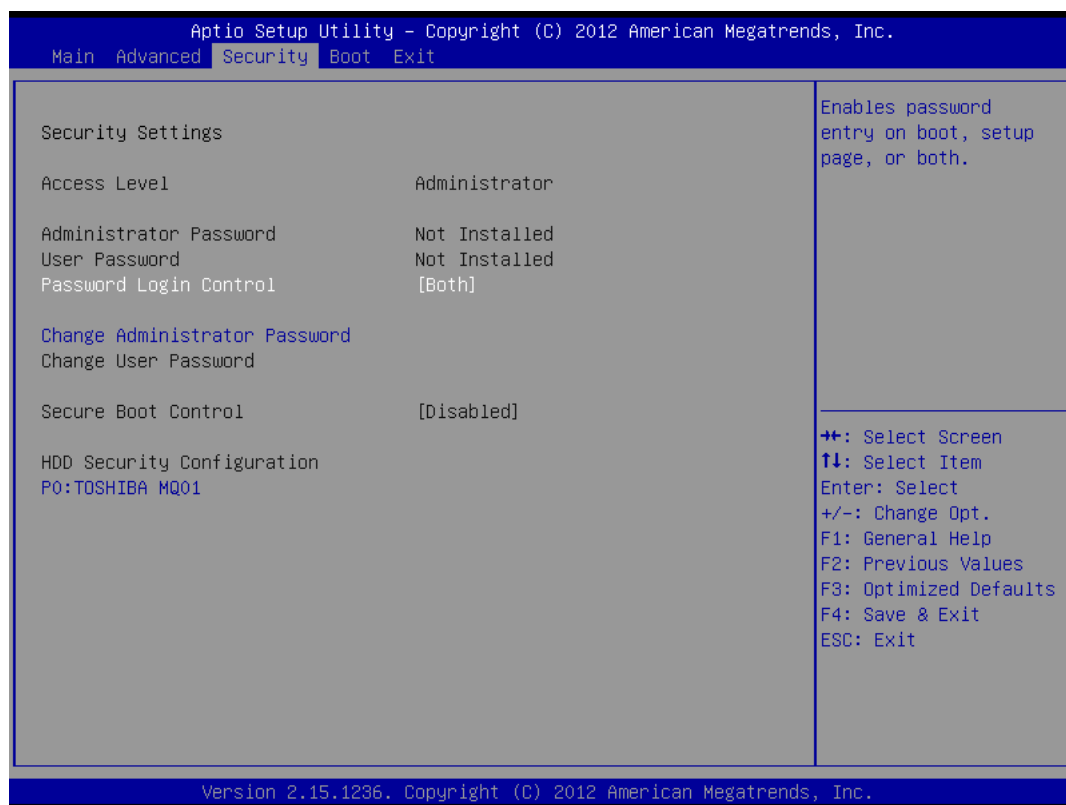 Aptio Setup Utility – Copyright (C) 2012 American Megatrends, Inc.
Main Advanced Security Boot Exit
Security Settings
Access Level Administrator
Administrator Password Not Installed
User Password Not Installed
Password Login Control [Both]
Change Administrator Password
Change User Password
Secure Boot Control [Disabled]
HDD Security Configuration
P0:TOSHIBA MQ01
Enables password
entry on boot, setup
page, or both.
→←: Select Screen
↑↓: Select Item
Enter: Select
+/-: Change Opt.
F1: General Help
F2: Previous Values
F3: Optimized Defaults
F4: Save & Exit
ESC: Exit
Version 2.15.1236. Copyright (C) 2012 American Megatrends, Inc.